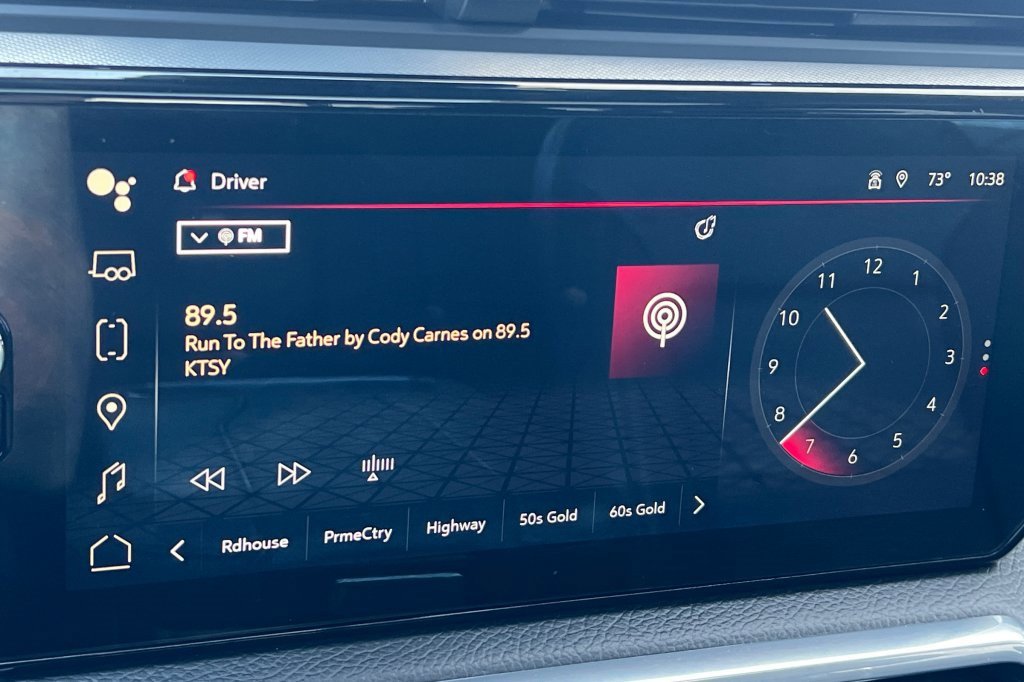 Driver
73° 10:38
FM
89.5
Run To The Father by Cody Carnes on 89.5
KTSY
12
1
2
3
4
5
6
7
8
9
10
11
Rdhouse PrmeCtry Highway 50s Gold 60s Gold